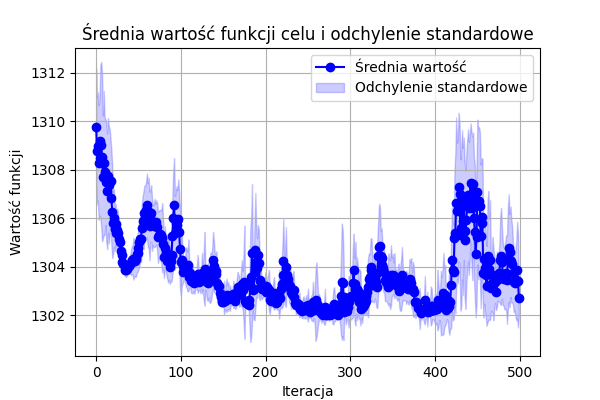 Średnia wartość funkcji celu i odchylenie standardowe
Średnia wartość
Odchylenie standardowe
Wartość funkcji
1312
1310
1308
1306
1304
1302
0 100 200 300 400 500
Iteracja